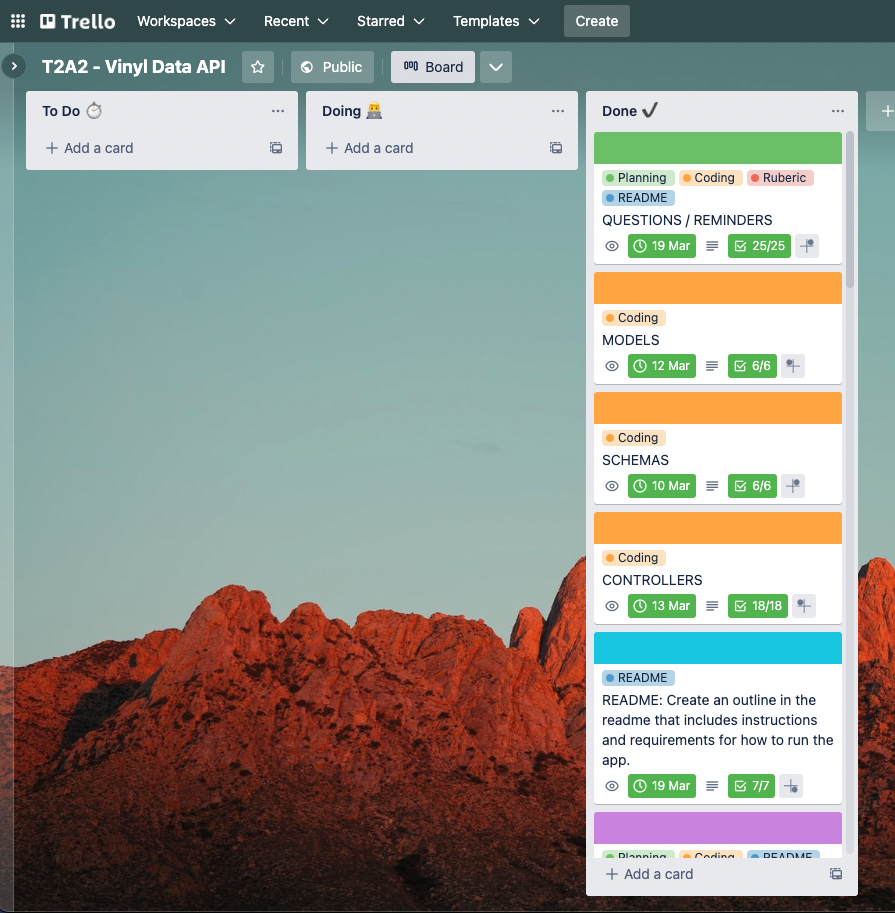 Trello Workspaces Recent Starred Templates Create
T2A2 - Vinyl Data API Public Board
To Do
Add a card
Doing
Add a card
Done
Planning Coding Ruberic
README
QUESTIONS / REMINDERS
19 Mar 25/25
Coding
MODELS
12 Mar 6/6
Coding
SCHEMAS
10 Mar 6/6
Coding
CONTROLLERS
13 Mar 18/18
README
README: Create an outline in the
readme that includes instructions
and requirements for how to run the
app.
19 Mar 7/7
Planning Coding README
Add a card